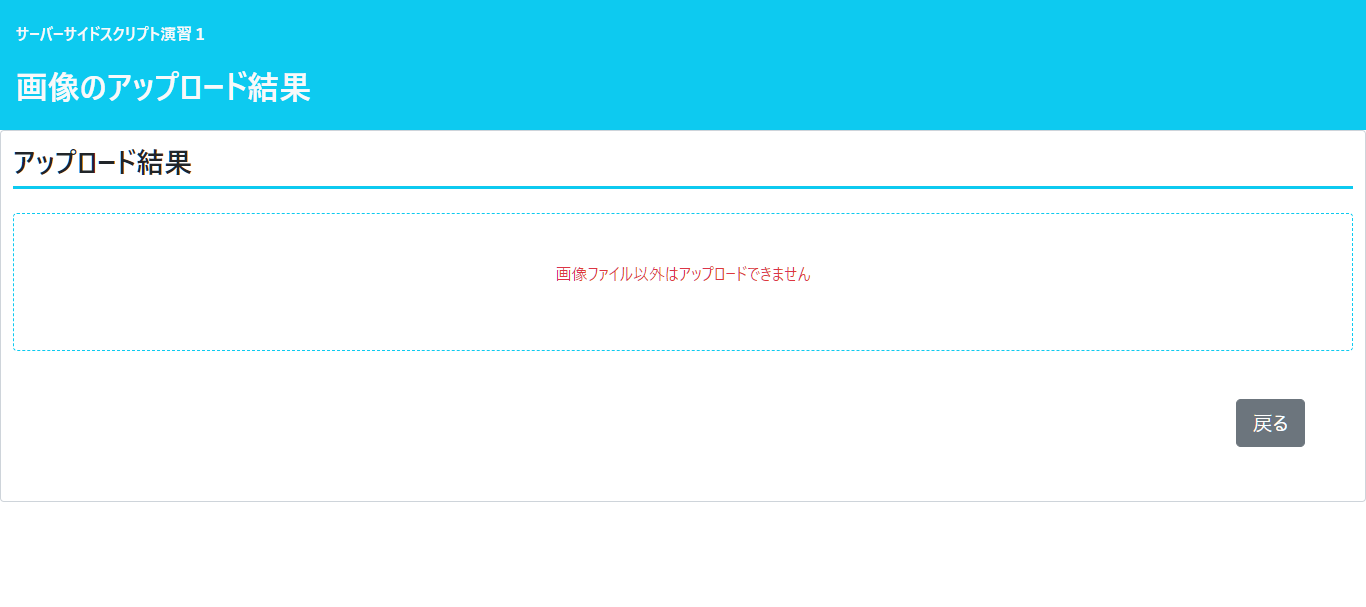 サーバーサイドスクリプト演習１
画像のアップロード結果
アップロード結果
画像ファイル以外はアップロードできません
戻る